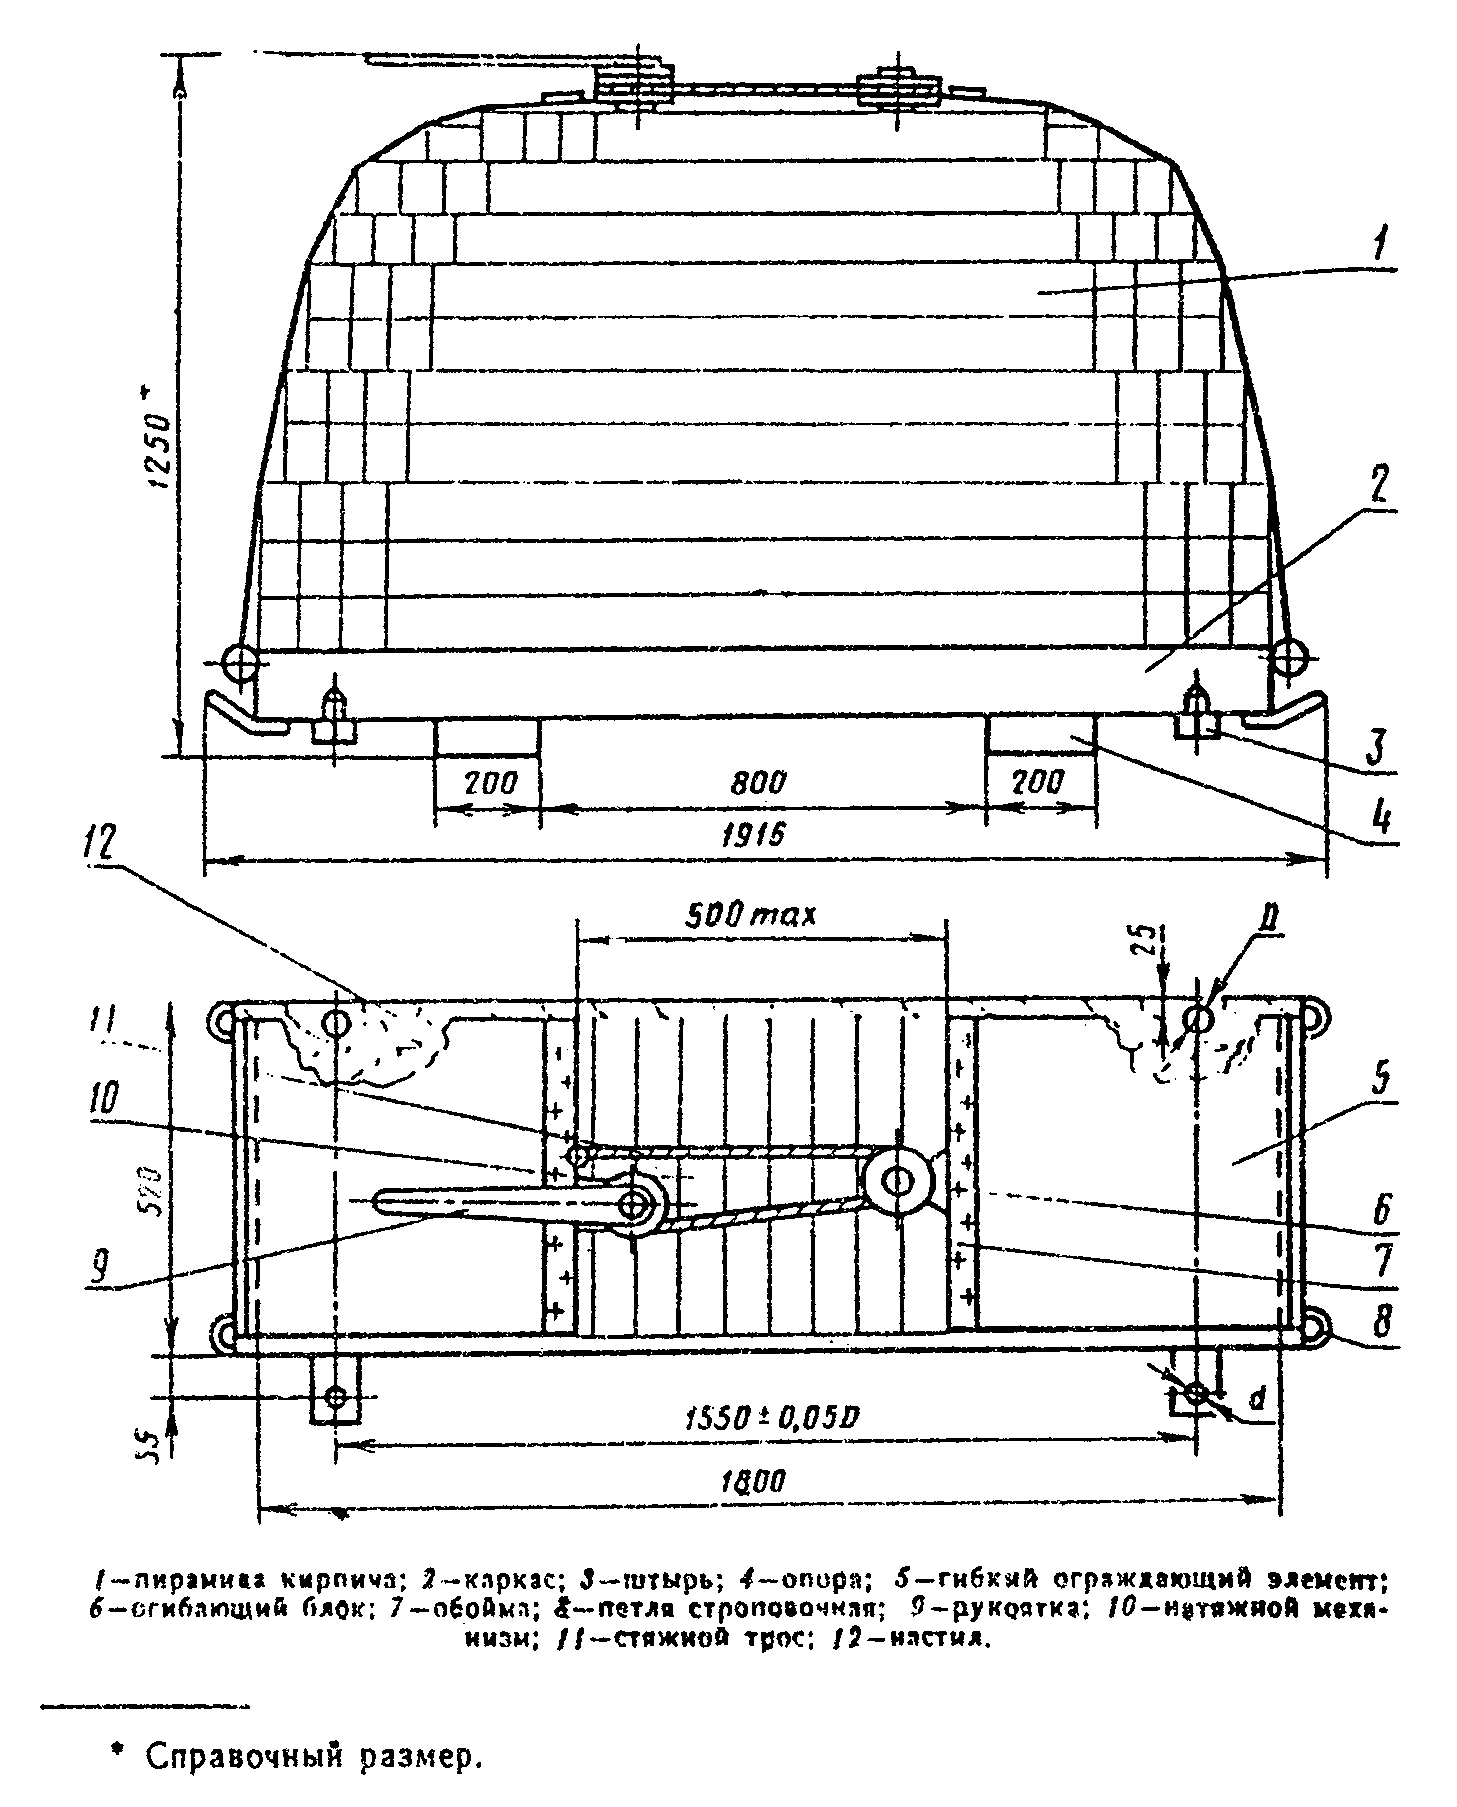 1
1250*
2
3
200
800
200
4
1916
12
500 max
25
D
11
5
10
520
6
7
9
8
d
1550 ± 0,05D
55
1800
1—пирамида кирпича; 2—каркас; 3—штырь; 4—опора; 5—гибкий ограждающий элемент;
6—огибающий блок; 7—обойма; 8—петля строповочная; 9—рукоятка; 10—натяжной меха-
низм; 11—стяжной трос; 12—настил.
* Справочный размер.